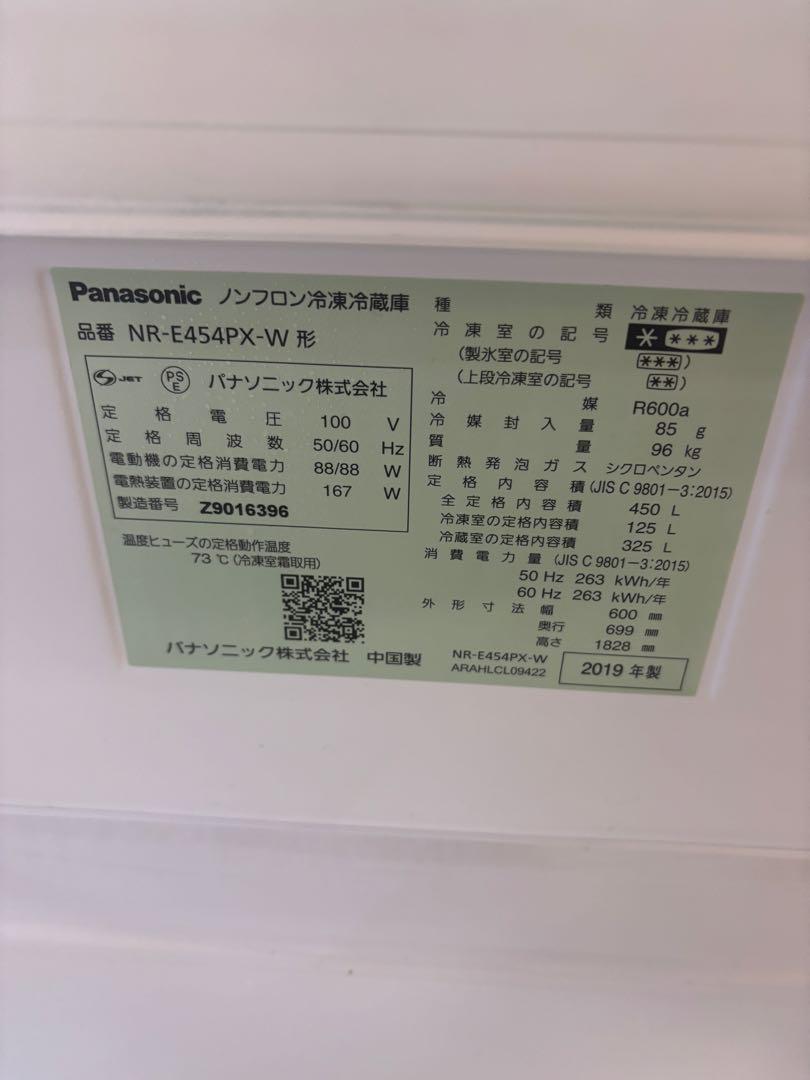 Panasonic ノンフロン冷凍冷蔵庫
品番 NR-E454PX-W 形
JET PSE パナソニック株式会社
定格電圧 100 V
定格周波数 50/60 Hz
電動機の定格消費電力 88/88 W
電熱装置の定格消費電力 167 W
製造番号 Z9016396
温度ヒューズの定格動作温度
73 ℃ (冷凍室霜取用)
パナソニック株式会社 中国製
種類 冷凍冷蔵庫
冷凍室の記号 * ***
(製氷室の記号 ***)
(上段冷凍室の記号 **)
冷媒 R600a
冷媒封入量 85 g
質量 96 kg
断熱発泡ガス シクロペンタン
定格内容積 (JIS C 9801-3:2015)
全定格内容積 450 L
冷凍室の定格内容積 125 L
冷蔵室の定格内容積 325 L
消費電力量 (JIS C 9801-3:2015)
50 Hz 263 kWh/年
60 Hz 263 kWh/年
外形寸法 幅 600 ㎜
奥行 699 ㎜
高さ 1828 ㎜
NR-E454PX-W
ARAHLCL09422
2019 年製